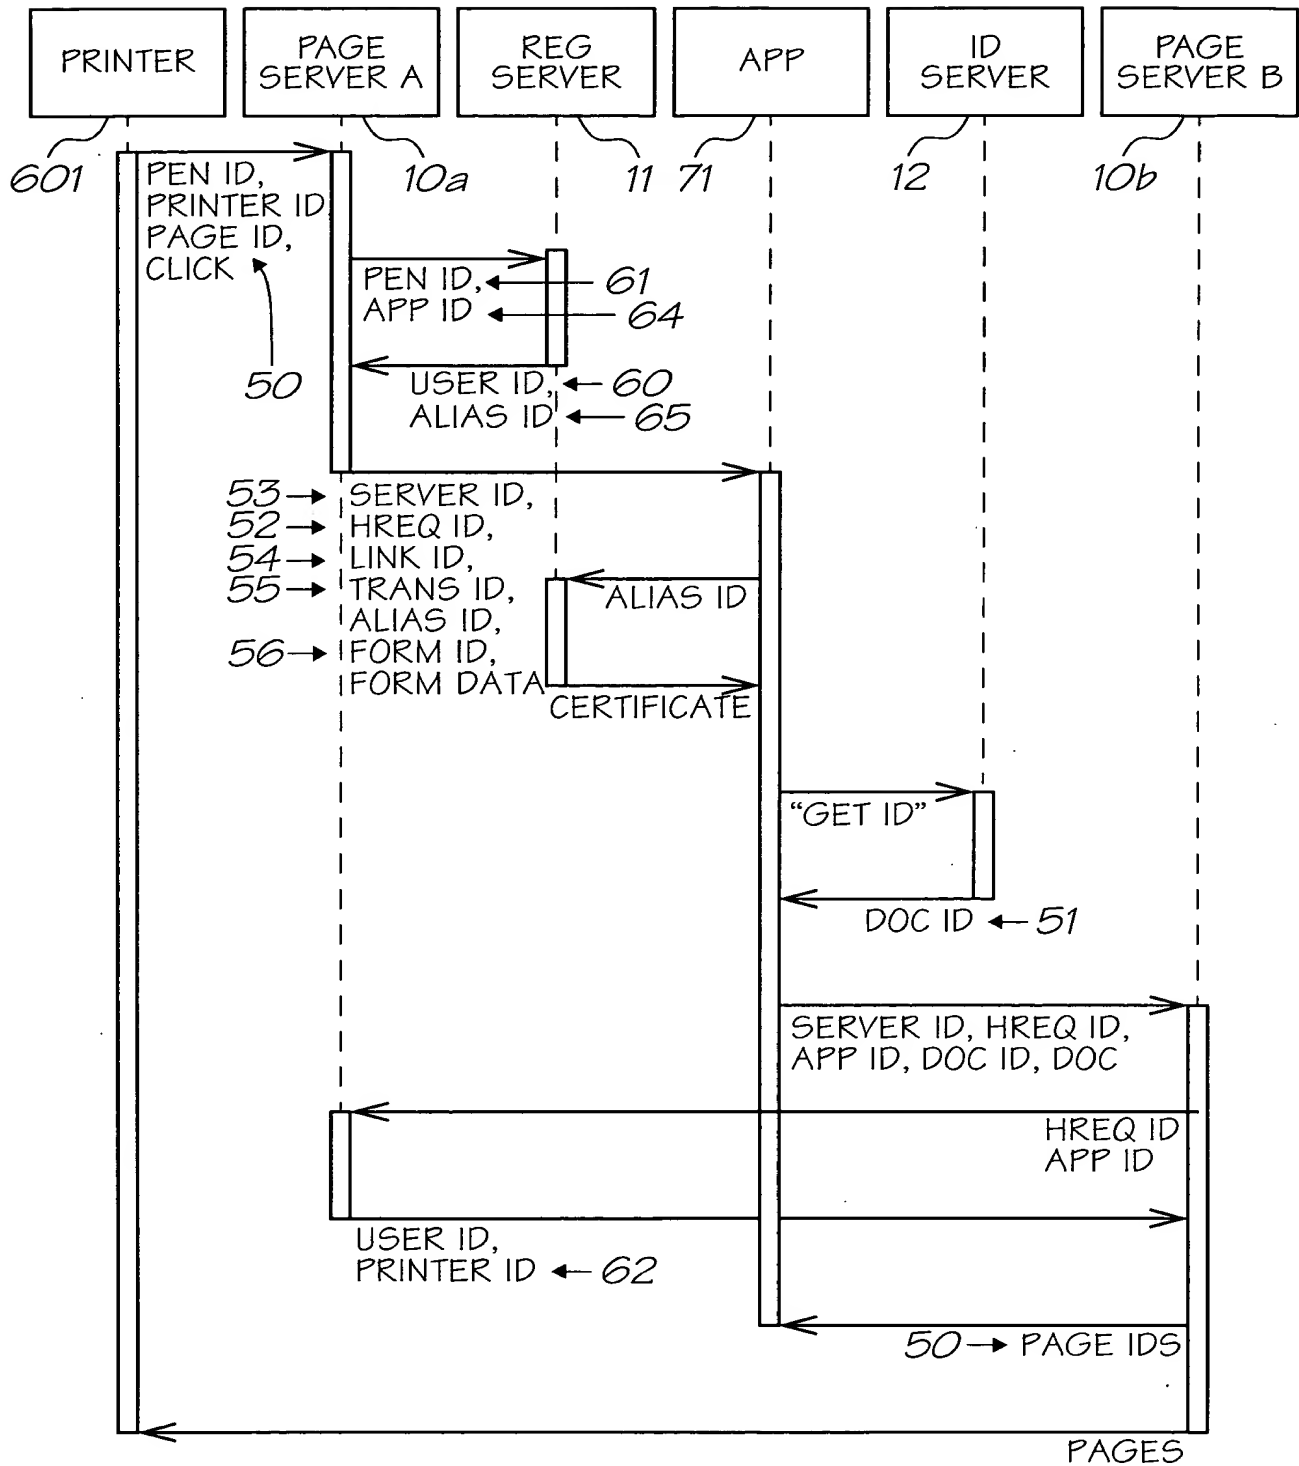 PRINTER
PAGE
SERVER A
REG
SERVER
APP
ID
SERVER
PAGE
SERVER B
601
10a
11
71
12
10b
PEN ID,
PRINTER ID
PAGE ID,
CLICK
50
PEN ID, 61
APP ID 64
USER ID, 60
ALIAS ID 65
53 SERVER ID,
52 HREQ ID,
54 LINK ID,
55 TRANS ID,
ALIAS ID,
56 FORM ID,
FORM DATA
ALIAS ID
CERTIFICATE
“GET ID”
DOC ID 51
SERVER ID, HREQ ID,
APP ID, DOC ID, DOC
HREQ ID
APP ID
USER ID,
PRINTER ID 62
50 PAGE IDS
PAGES